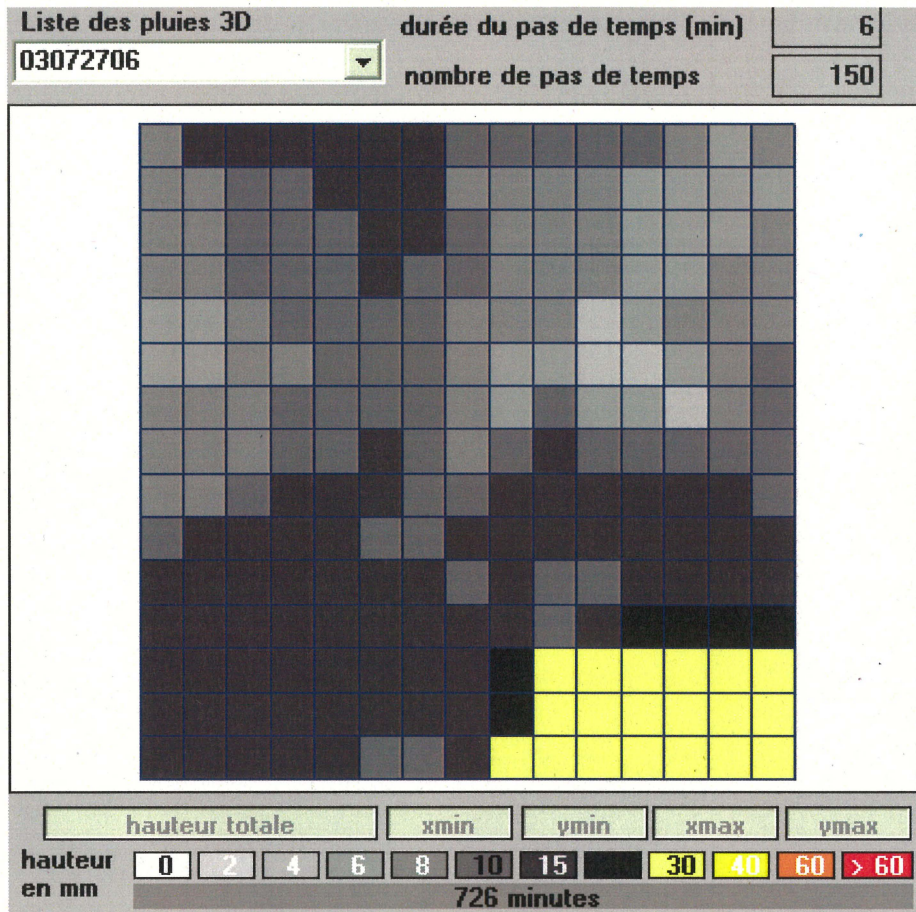 Liste des pluies 3D
durée du pas de temps (min) 6
03072706
nombre de pas de temps 150
hauteur totale xmin ymin xmax ymax
hauteur
en mm
0 2 4 6 8 10 15 30 40 60 > 60
726 minutes